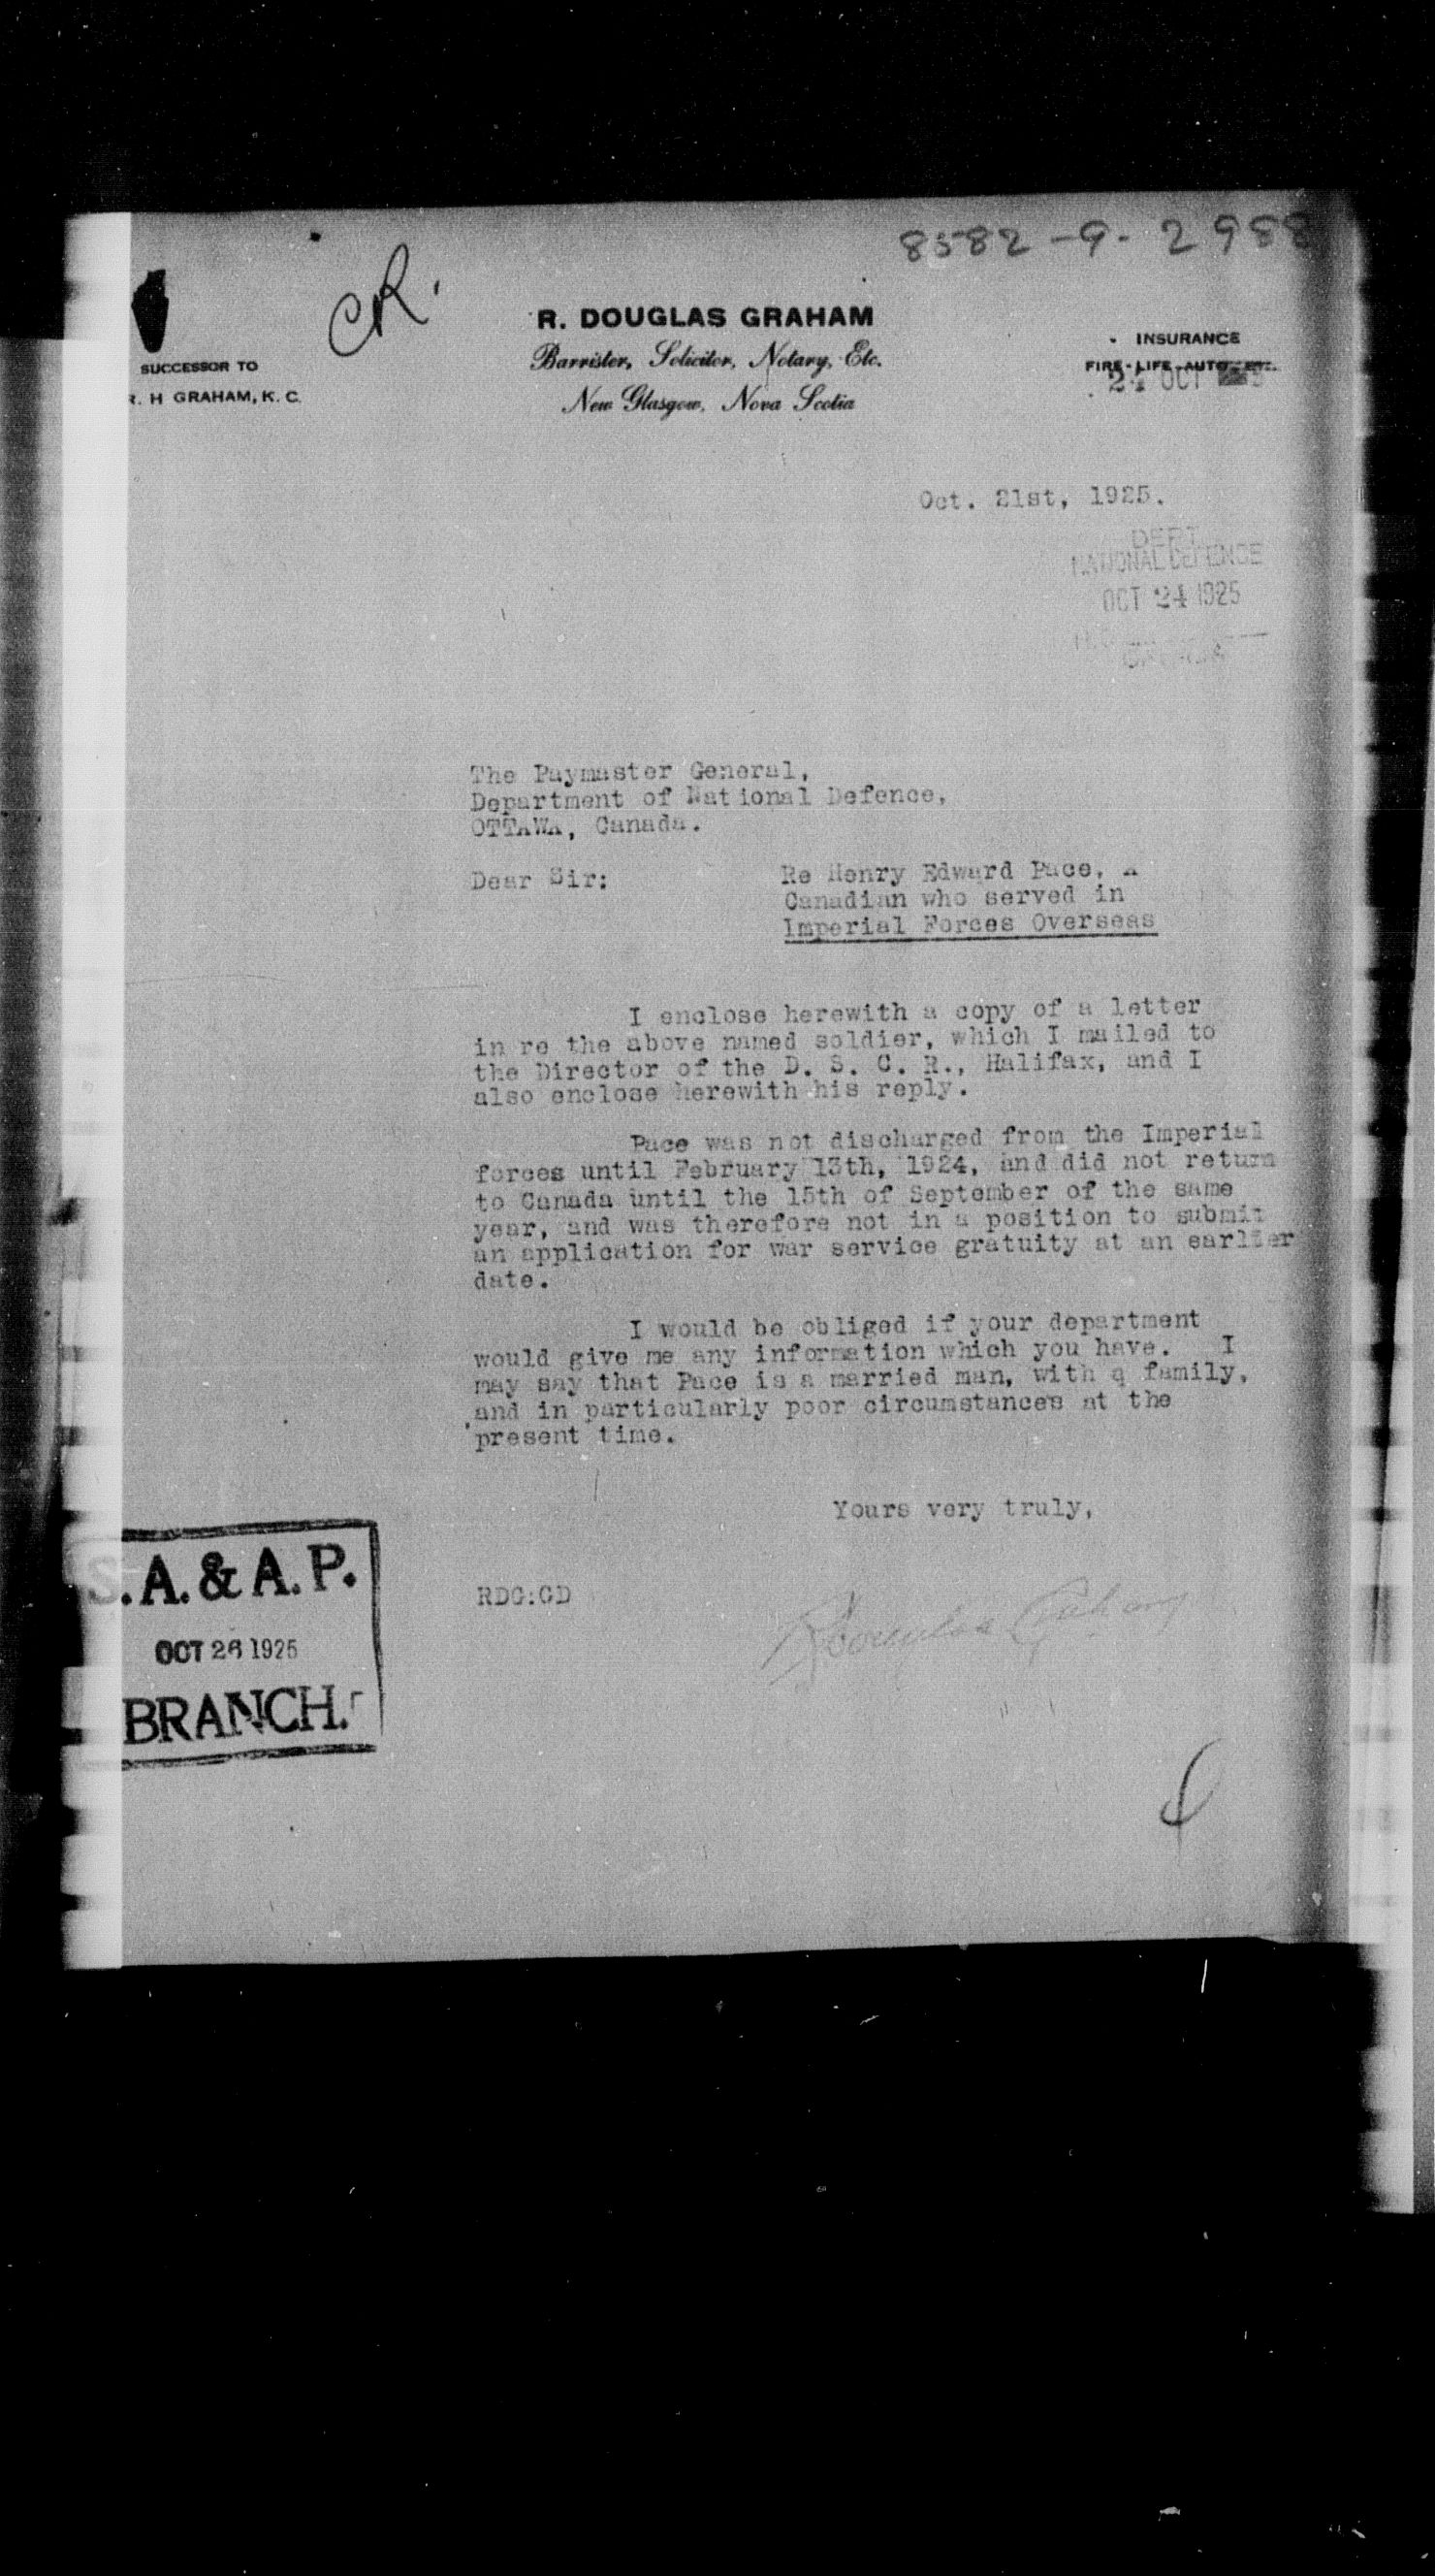 8582-9-2988
CR.
R. DOUGLAS GRAHAM
Barrister, Solicitor, Notary, Etc.
New Glasgow, Nova Scotia
SUCCESSOR TO
R. H GRAHAM, K. C.
INSURANCE
FIRE-LIFE-AUTO-ETC.
OCT
Oct. 21st, 1925.
DEPT.
NATIONAL DEFENCE
OCT 24 1925
The Paymaster General,
Department of National Defence,
OTTAWA, Canada.
Dear Sir:
Re Henry Edward Pace, A
Canadian who served in
Imperial Forces Overseas
I enclose herewith a copy of a letter
in re the above named soldier, which I mailed to
the Director of the D. S. C. R., Halifax, and I
also enclose herewith his reply.
Pace was not discharged from the Imperial
forces until February 13th, 1924, and did not return
to Canada until the 15th of September of the same
year, and was therefore not in a position to submit
an application for war service gratuity at an earlier
date.
I would be obliged if your department
would give me any information which you have. I
may say that Pace is a married man, with q family,
and in particularly poor circumstances at the
present time.
Yours very truly,
RDG:CD
R Douglas Graham
S.A. & A.P.
OCT 26 1925
BRANCH.